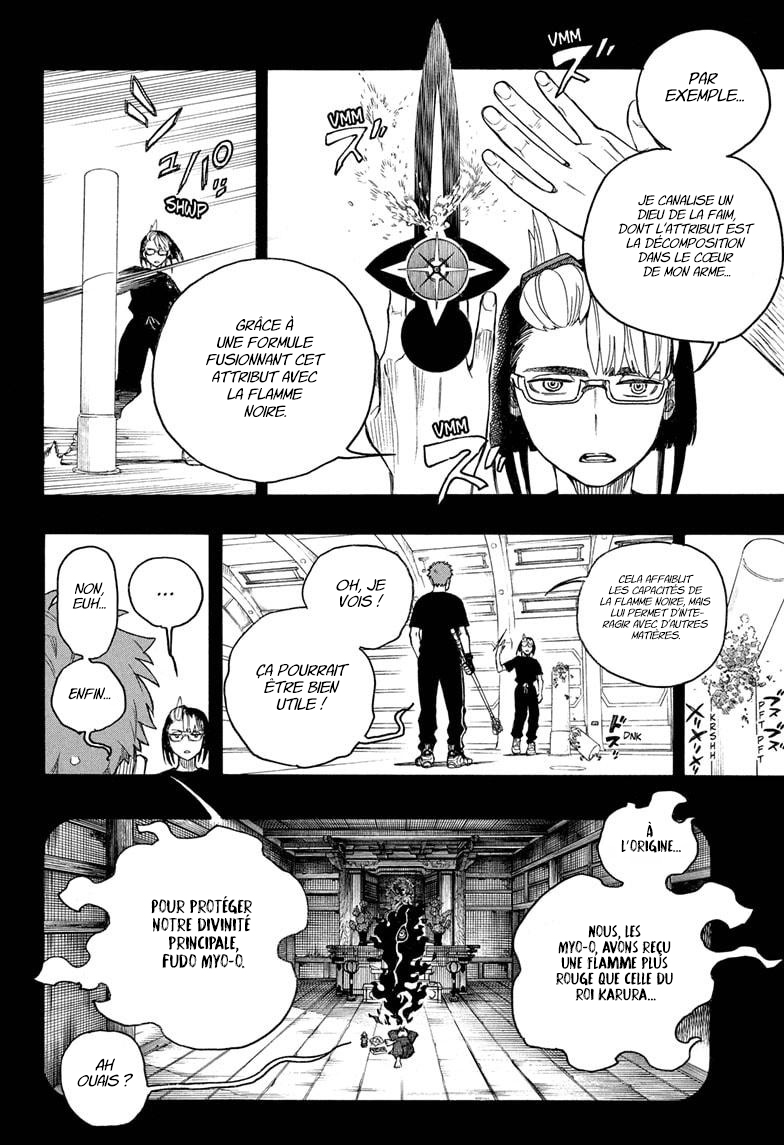 PAR
EXEMPLE...
JE CANALISE UN
DIEU DE LA FAIM,
DONT L'ATTRIBUT EST
LA DÉCOMPOSITION
DANS LE CŒUR
DE MON ARME...
VMM
ズ
VMM
ズ
VMM
ズ
GRÂCE À
UNE FORMULE
FUSIONNANT CET
ATTRIBUT AVEC
LA FLAMME
NOIRE.
SHWP
CELA AFFAIBLIT
LES CAPACITÉS DE
LA FLAMME NOIRE, MAIS
LUI PERMET D'INTE-
RAGIR AVEC D'AUTRES
MATIÈRES.
PFT PFT
KRSHH
DNK
OH, JE
VOIS !
ÇA POURRAIT
ÊTRE BIEN
UTILE !
...
NON,
EUH...
ENFIN...
À
L'ORIGINE...
NOUS, LES
MYO-O, AVONS REÇU
UNE FLAMME PLUS
ROUGE QUE CELLE DU
ROI KARURA...
POUR PROTÉGER
NOTRE DIVINITÉ
PRINCIPALE,
FUDO MYO-O.
AH
OUAIS ?